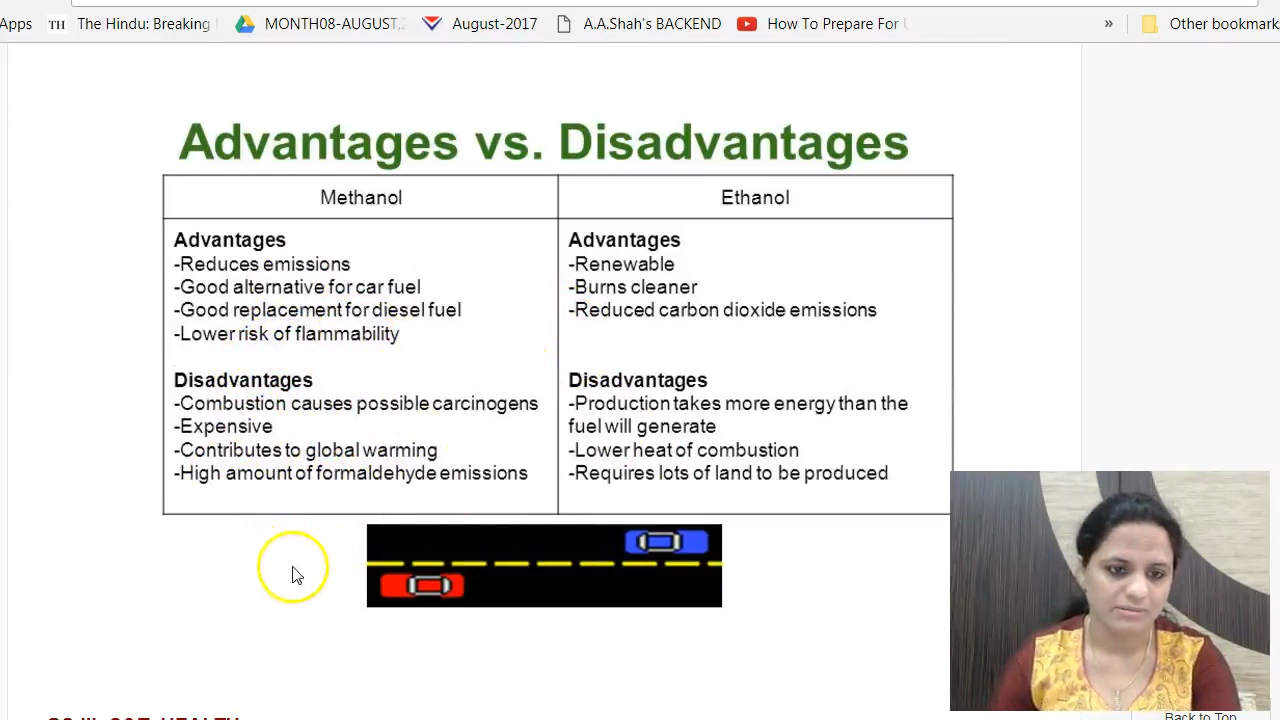 Apps TH The Hindu: Breaking MONTH08-AUGUST, August-2017 A.A.Shah's BACKEND How To Prepare For » Other bookmark
Advantages vs. Disadvantages
Methanol
Ethanol
Advantages
-Reduces emissions
-Good alternative for car fuel
-Good replacement for diesel fuel
-Lower risk of flammability
Disadvantages
-Combustion causes possible carcinogens
-Expensive
-Contributes to global warming
-High amount of formaldehyde emissions
Advantages
-Renewable
-Burns cleaner
-Reduced carbon dioxide emissions
Disadvantages
-Production takes more energy than the
fuel will generate
-Lower heat of combustion
-Requires lots of land to be produced
Back to Top